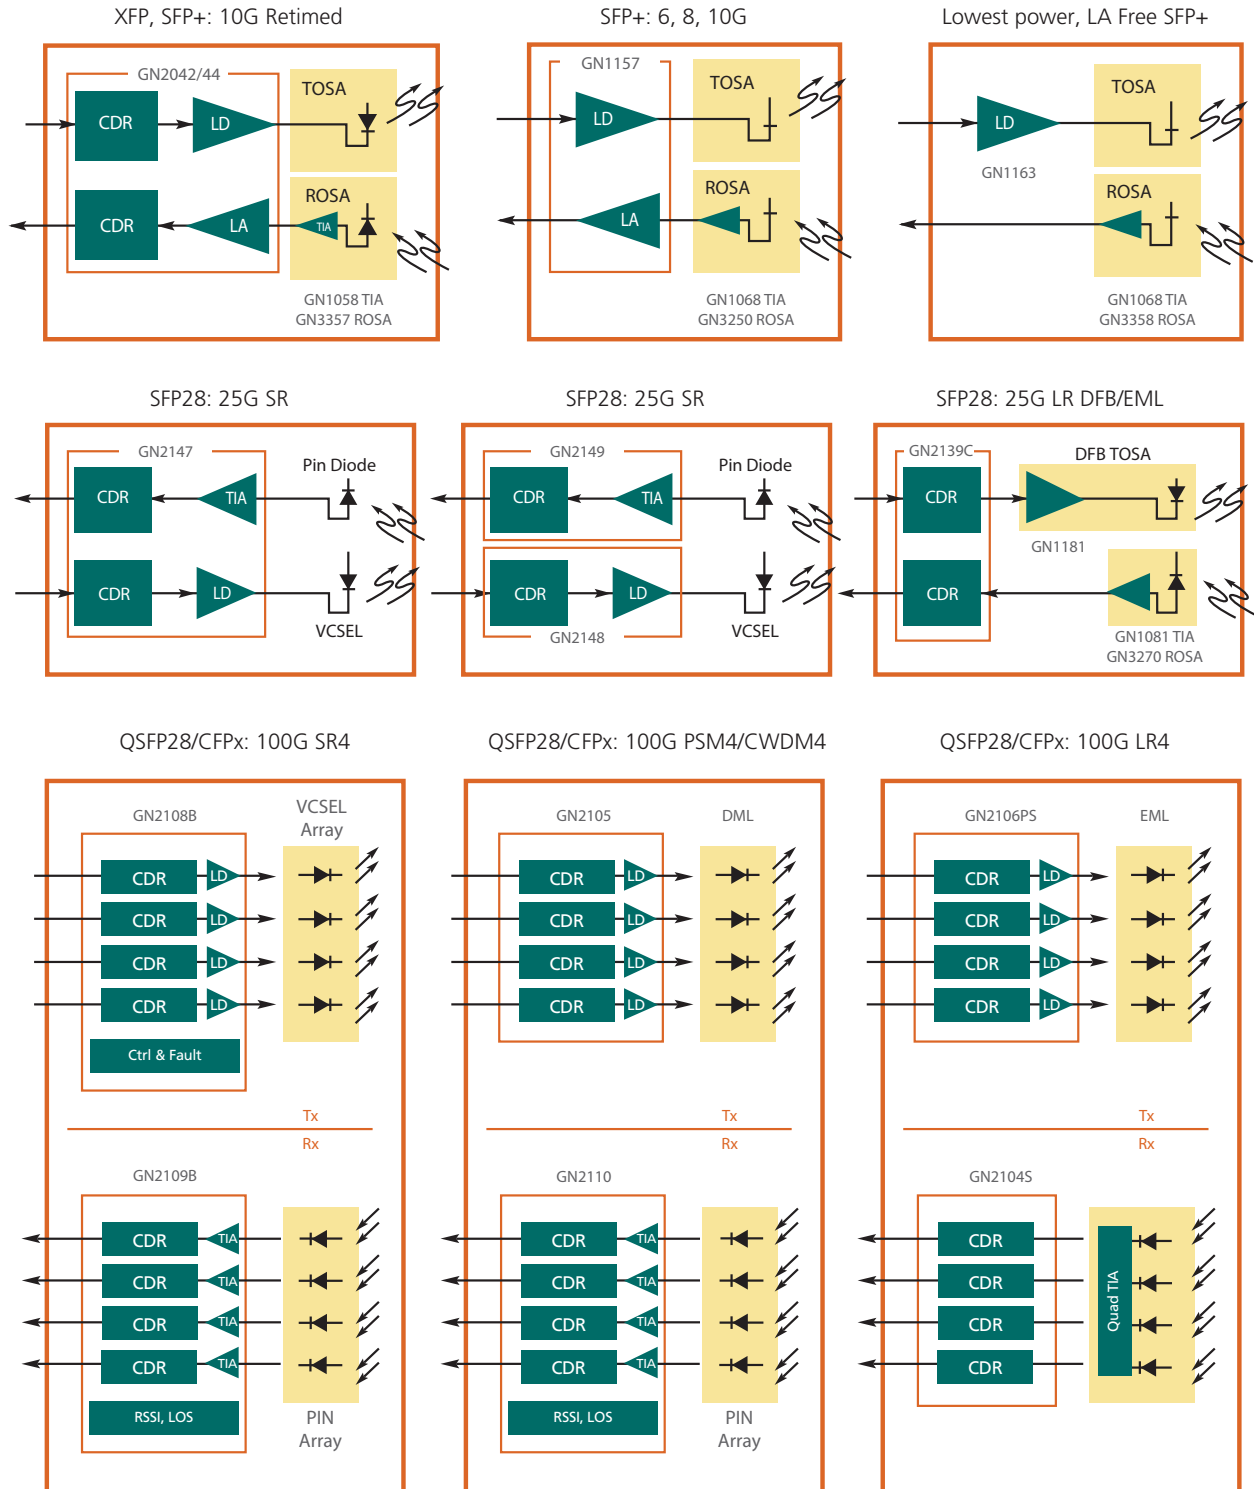 XFP, SFP+: 10G Retimed
GN2042/44
TOSA
CDR
LD
ROSA
CDR
LA
TIA
GN1058 TIA
GN3357 ROSA
SFP+: 6, 8, 10G
GN1157
TOSA
LD
ROSA
LA
GN1068 TIA
GN3250 ROSA
Lowest power, LA Free SFP+
TOSA
LD
GN1163
ROSA
GN1068 TIA
GN3358 ROSA
SFP28: 25G SR
GN2147
Pin Diode
CDR
TIA
CDR
LD
VCSEL
SFP28: 25G SR
GN2149
Pin Diode
CDR
TIA
CDR
LD
GN2148
VCSEL
SFP28: 25G LR DFB/EML
GN2139C
DFB TOSA
CDR
GN1181
CDR
GN1081 TIA
GN3270 ROSA
QSFP28/CFPx: 100G SR4
GN2108B
VCSEL
Array
CDR
LD
CDR
LD
CDR
LD
CDR
LD
Ctrl & Fault
Tx
Rx
GN2109B
CDR
TIA
CDR
TIA
CDR
TIA
CDR
TIA
RSSI, LOS
PIN
Array
QSFP28/CFPx: 100G PSM4/CWDM4
GN2105
DML
CDR
LD
CDR
LD
CDR
LD
CDR
LD
Tx
Rx
GN2110
CDR
TIA
CDR
TIA
CDR
TIA
CDR
TIA
RSSI, LOS
PIN
Array
QSFP28/CFPx: 100G LR4
GN2106PS
EML
CDR
LD
CDR
LD
CDR
LD
CDR
LD
Tx
Rx
GN2104S
CDR
CDR
CDR
CDR
Quad TIA